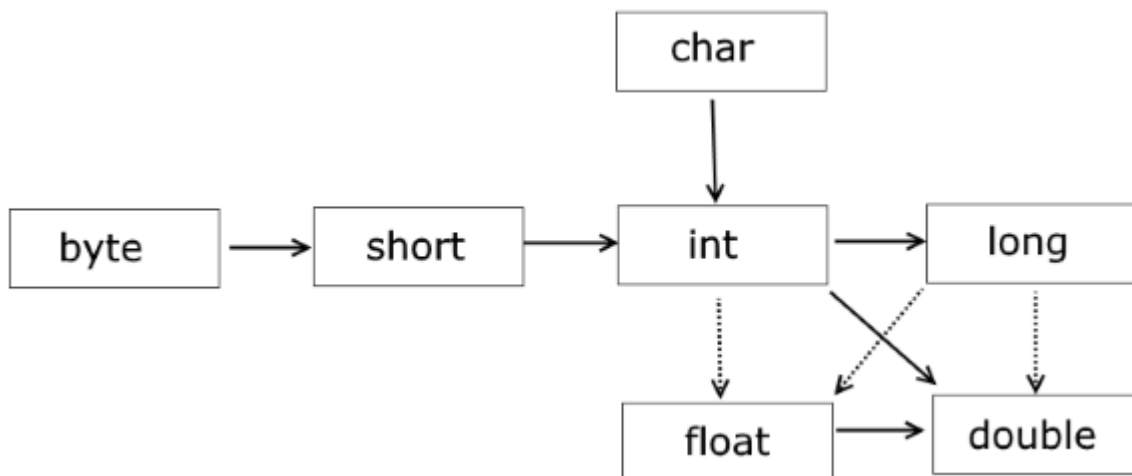 char
byte
short
int
long
float
double